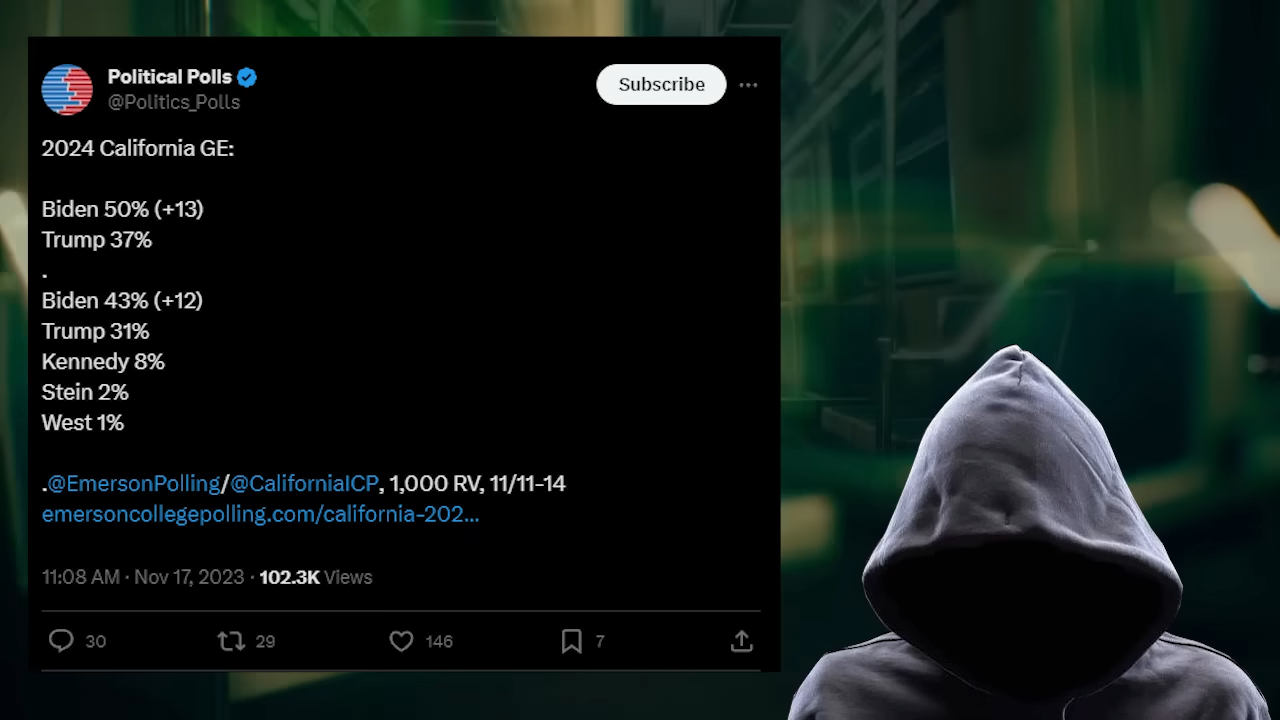 Political Polls
@Politics_Polls
Subscribe
2024 California GE:
Biden 50% (+13)
Trump 37%
.
Biden 43% (+12)
Trump 31%
Kennedy 8%
Stein 2%
West 1%
.@EmersonPolling/@CaliforniaICP, 1,000 RV, 11/11-14
emersoncollegepolling.com/california-202...
11:08 AM · Nov 17, 2023 · 102.3K Views
30 29 146 7